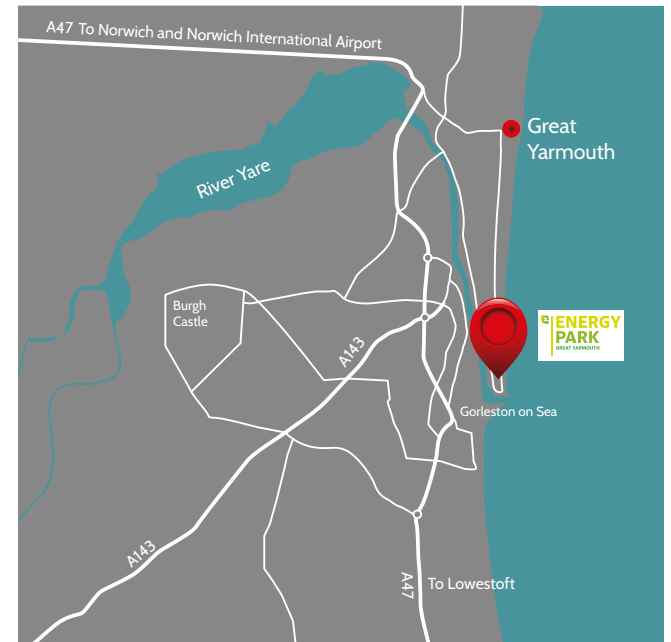 A47 To Norwich and Norwich International Airport
Great
Yarmouth
River Yare
Burgh
Castle
ENERGY
PARK
GREAT YARMOUTH
A143
Gorleston on Sea
A143
A47
To Lowestoft